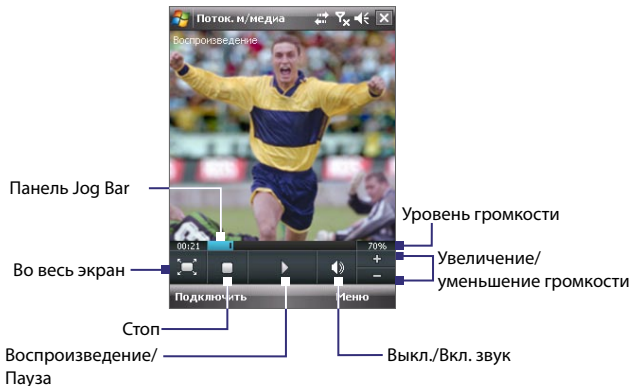 Поток. м/медиа
Воспроизведение
Панель Jog Bar
Уровень громкости
00:21
70%
Во весь экран
+
Увеличение/
уменьшение громкости
−
Подключить
Меню
Стоп
Воспроизведение/
Пауза
Выкл./Вкл. звук